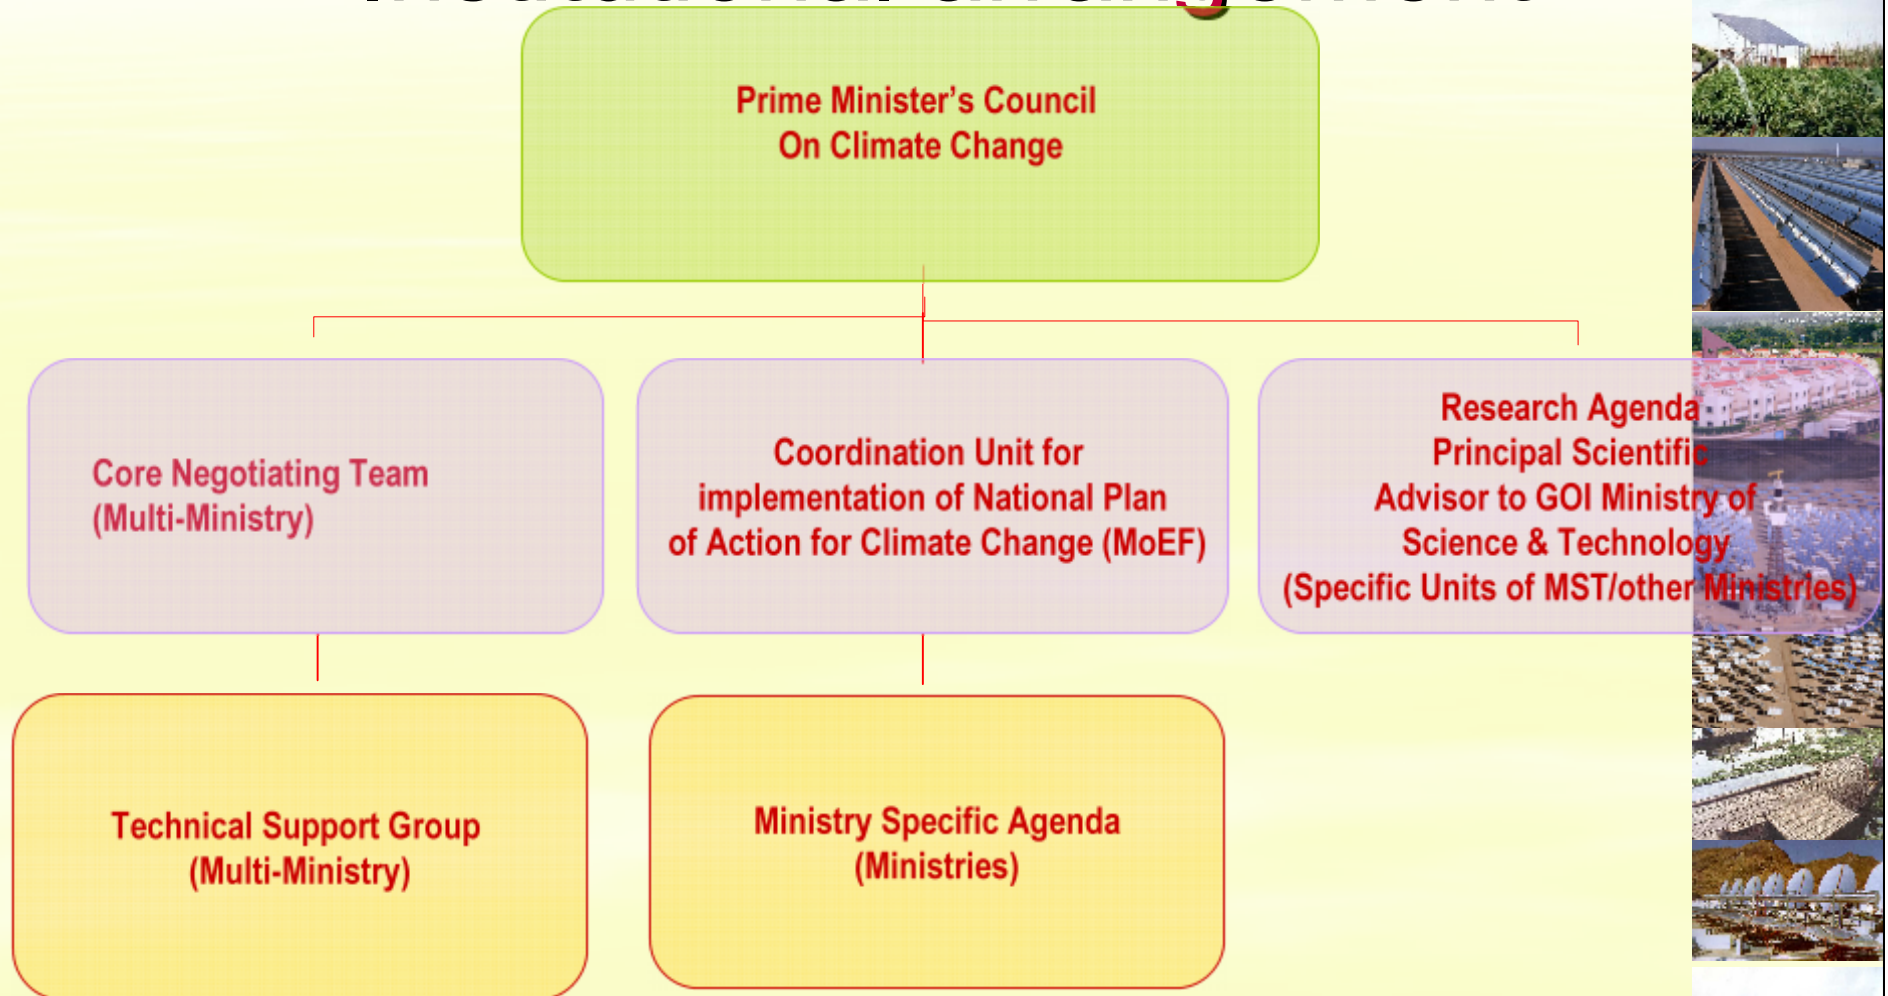 Prime Minister’s Council
On Climate Change
Core Negotiating Team
(Multi-Ministry)
Coordination Unit for
implementation of National Plan
of Action for Climate Change (MoEF)
Research Agenda
Principal Scientific
Advisor to GOI Ministry of
Science & Technology
(Specific Units of MST/other Ministries)
Technical Support Group
(Multi-Ministry)
Ministry Specific Agenda
(Ministries)